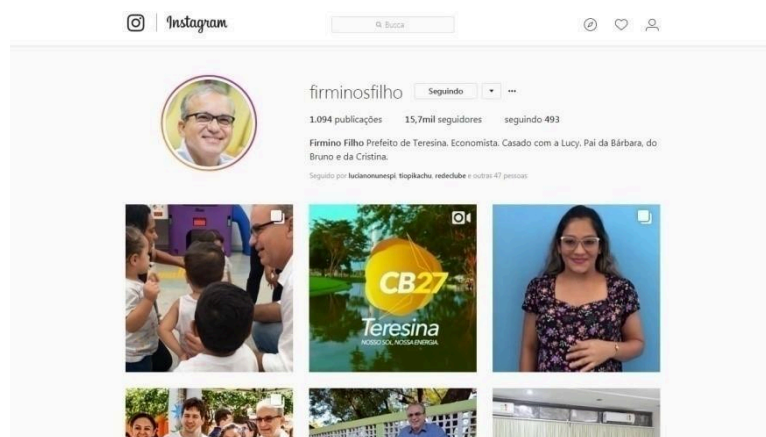 Instagram
Busca
firminosfilho Seguindo
1.094 publicações 15,7mil seguidores seguindo 493
Firmino Filho Prefeito de Teresina. Economista. Casado com a Lucy. Pai da Bárbara, do
Bruno e da Cristina.
Seguido por lucianonunespi, tiopikachu, redeclube e outras 47 pessoas
CB27
Teresina
NOSSO SOL, NOSSA ENERGIA.